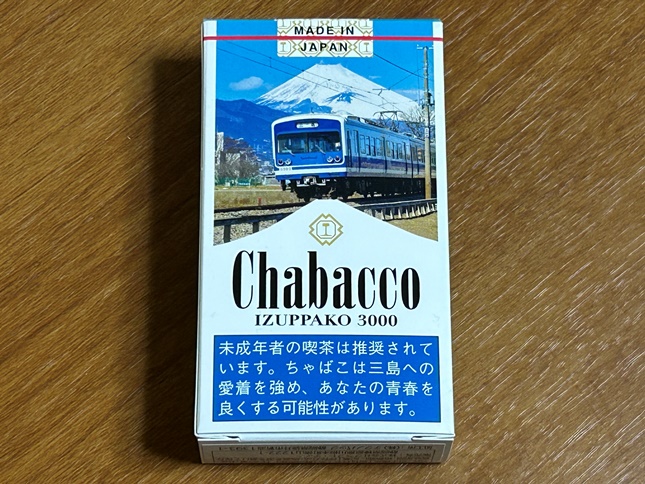 MADE IN
JAPAN
Chabacco
IZUPPAKO 3000
未成年者の喫茶は推奨されて
います。ちゃばこは三島への
愛着を強め、あなたの青春を
良くする可能性があります。